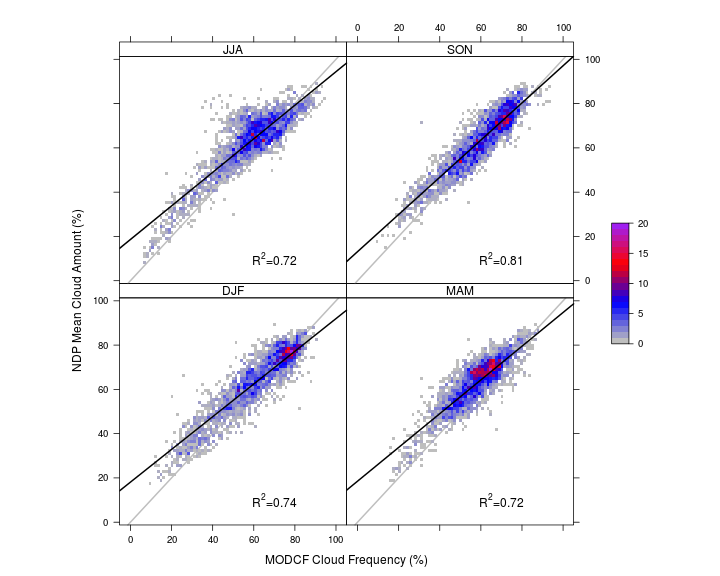 0 20 40 60 80 100
JJA SON
100
80
60
40
20
0
R²=0.72 R²=0.81
20
15
10
5
0
NDP Mean Cloud Amount (%)
DJF MAM
100
80
60
40
20
0
R²=0.74 R²=0.72
0 20 40 60 80 100
MODCF Cloud Frequency (%)